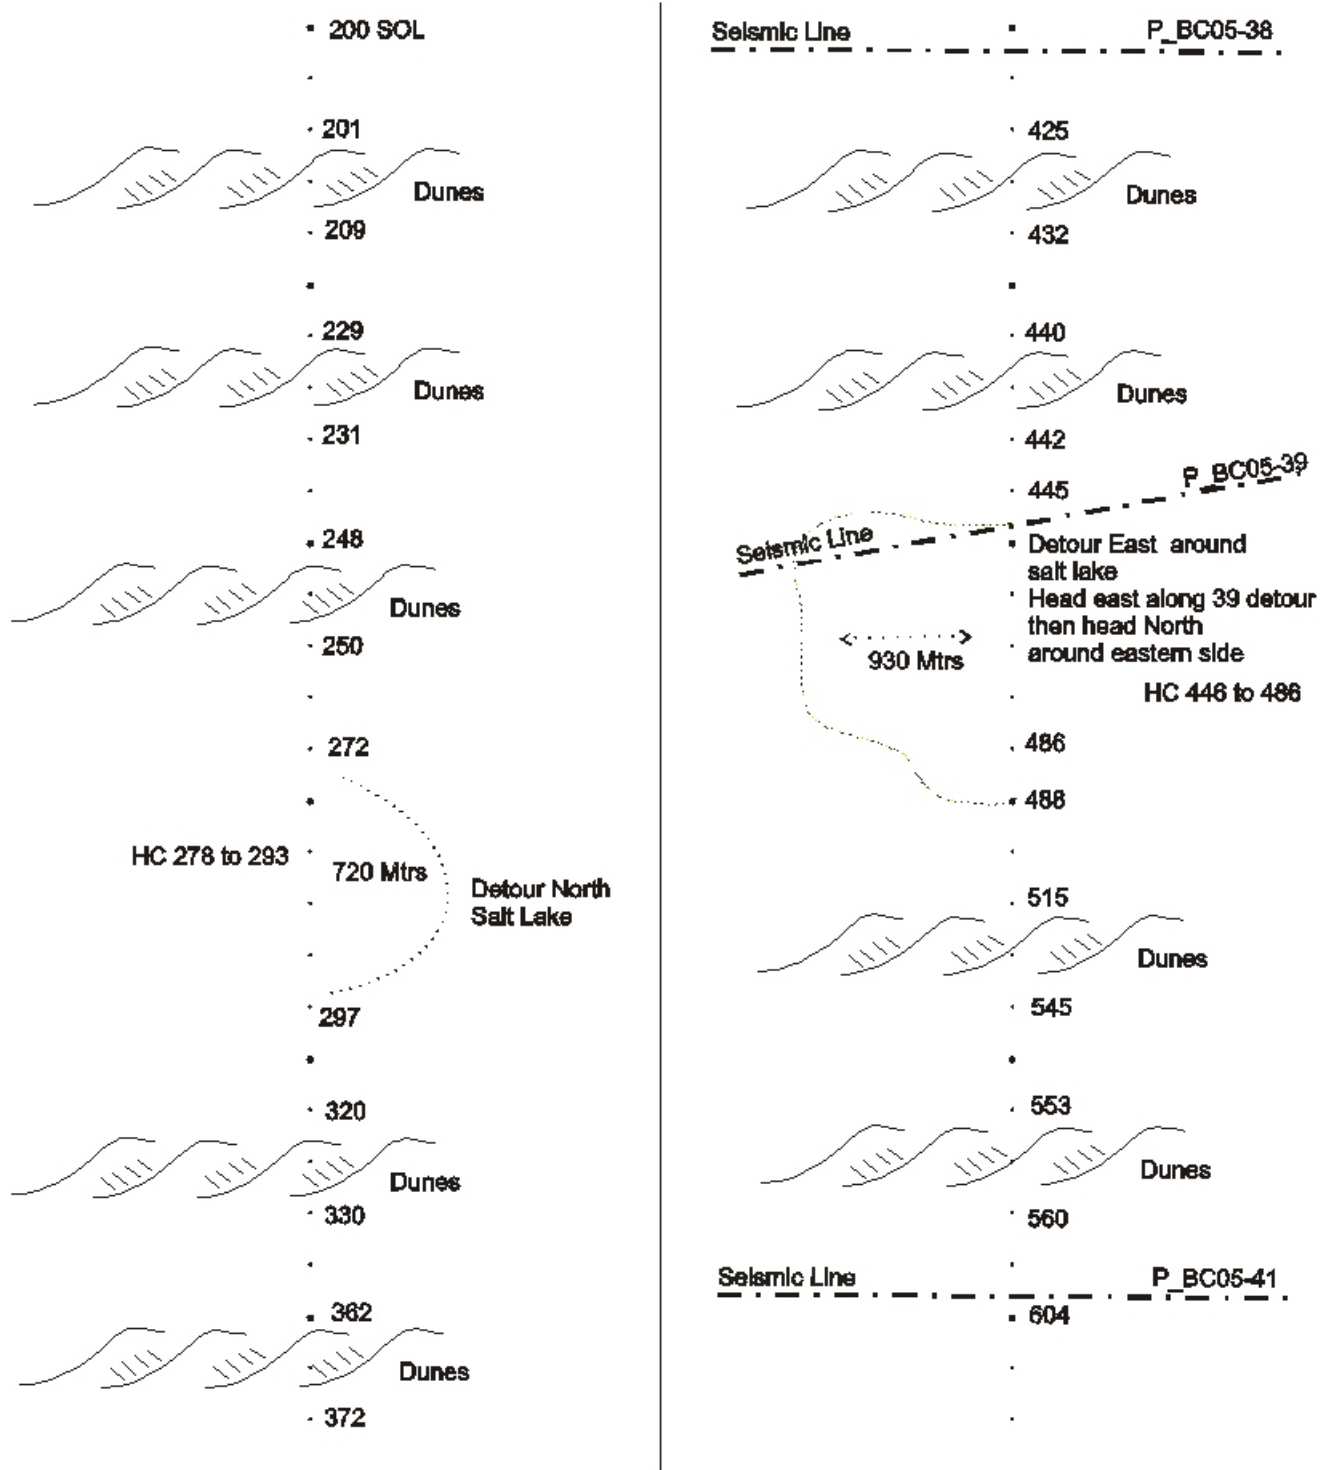 200 SOL
201
Dunes
209
229
Dunes
231
248
Dunes
250
272
HC 278 to 293
720 Mtrs
Detour North
Salt Lake
297
320
Dunes
330
362
Dunes
372
Seismic Line P_BC05-38
425
Dunes
432
440
Dunes
442
445
P_BC05-39
Seismic Line
Detour East around
salt lake
Head east along 39 detour
then head North
around eastern side
930 Mtrs
HC 446 to 486
486
488
515
Dunes
545
553
Dunes
560
Seismic Line P_BC05-41
604